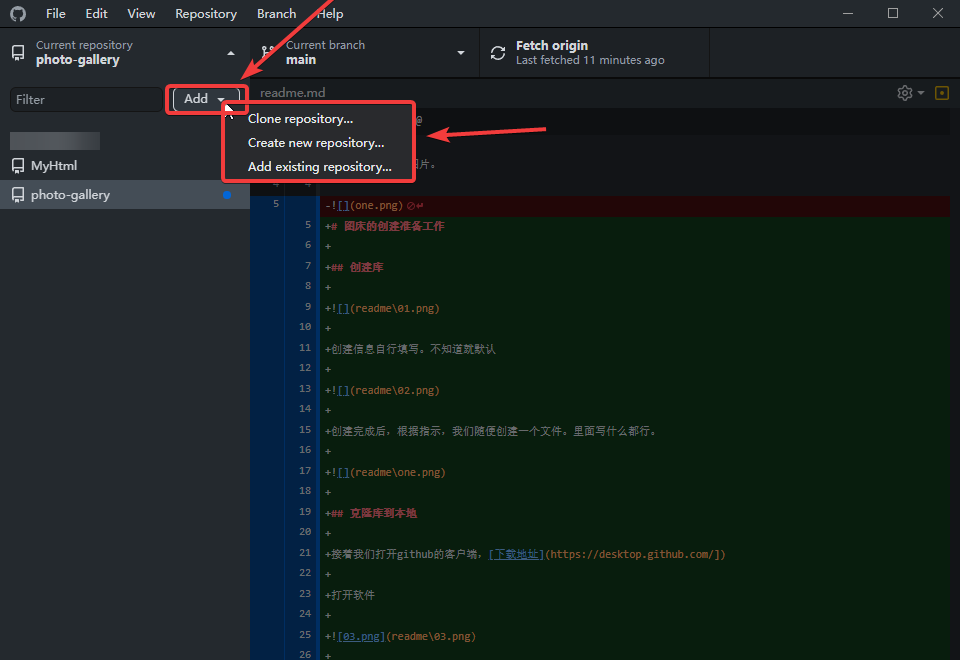 File Edit View Repository Branch Help
Current repository
photo-gallery
Current branch
main
Fetch origin
Last fetched 11 minutes ago
Filter
Add
readme.md
Clone repository...
Create new repository...
Add existing repository...
MyHtml
photo-gallery
@
片。
4 4
5 -![](one.png)
5 +# 图床的创建准备工作
6 +
7 +## 创建库
8 +
9 +![](readme\01.png)
10 +
11 +创建信息自行填写。不知道就默认
12 +
13 +![](readme\02.png)
14 +
15 +创建完成后，根据指示，我们随便创建一个文件。里面写什么都行。
16 +
17 +![](readme\one.png)
18 +
19 +## 克隆库到本地
20 +
21 +接着我们打开github的客户端，[下载地址](https://desktop.github.com/])
22 +
23 +打开软件
24 +
25 +![03.png](readme\03.png)
26 +